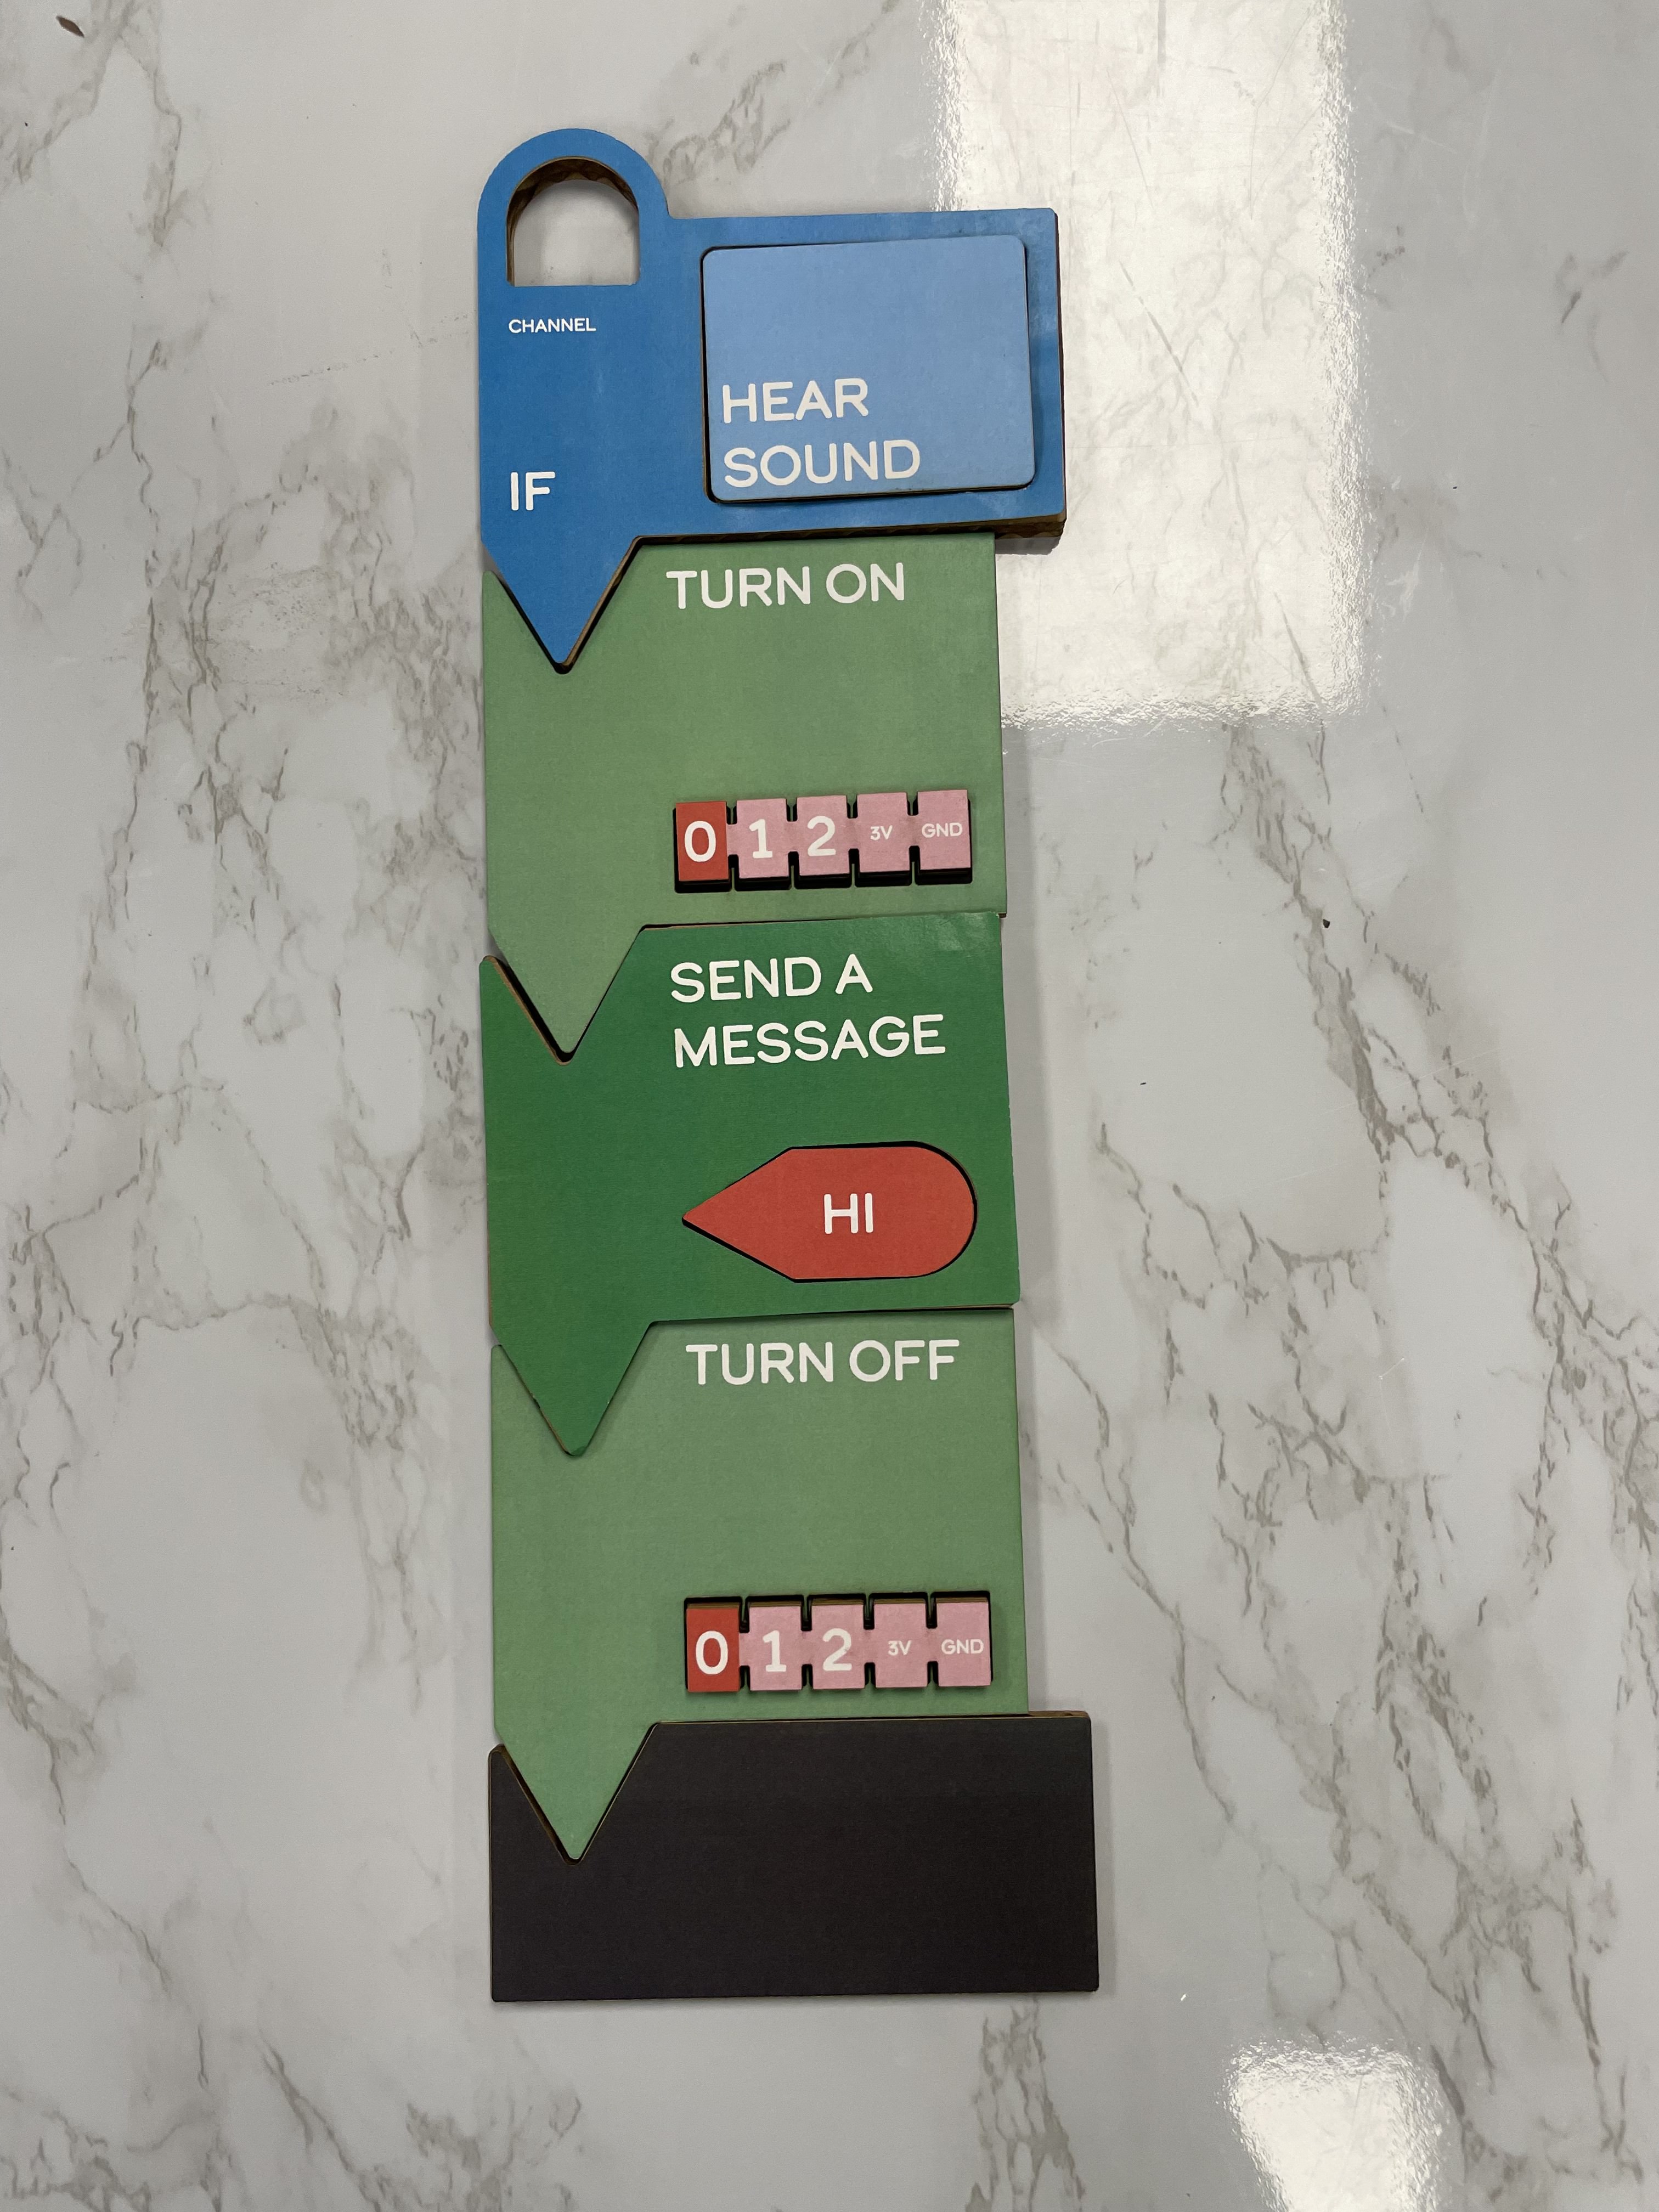 CHANNEL
IF
HEAR
SOUND
TURN ON
0 1 2 3V GND
SEND A
MESSAGE
HI
TURN OFF
0 1 2 3V GND